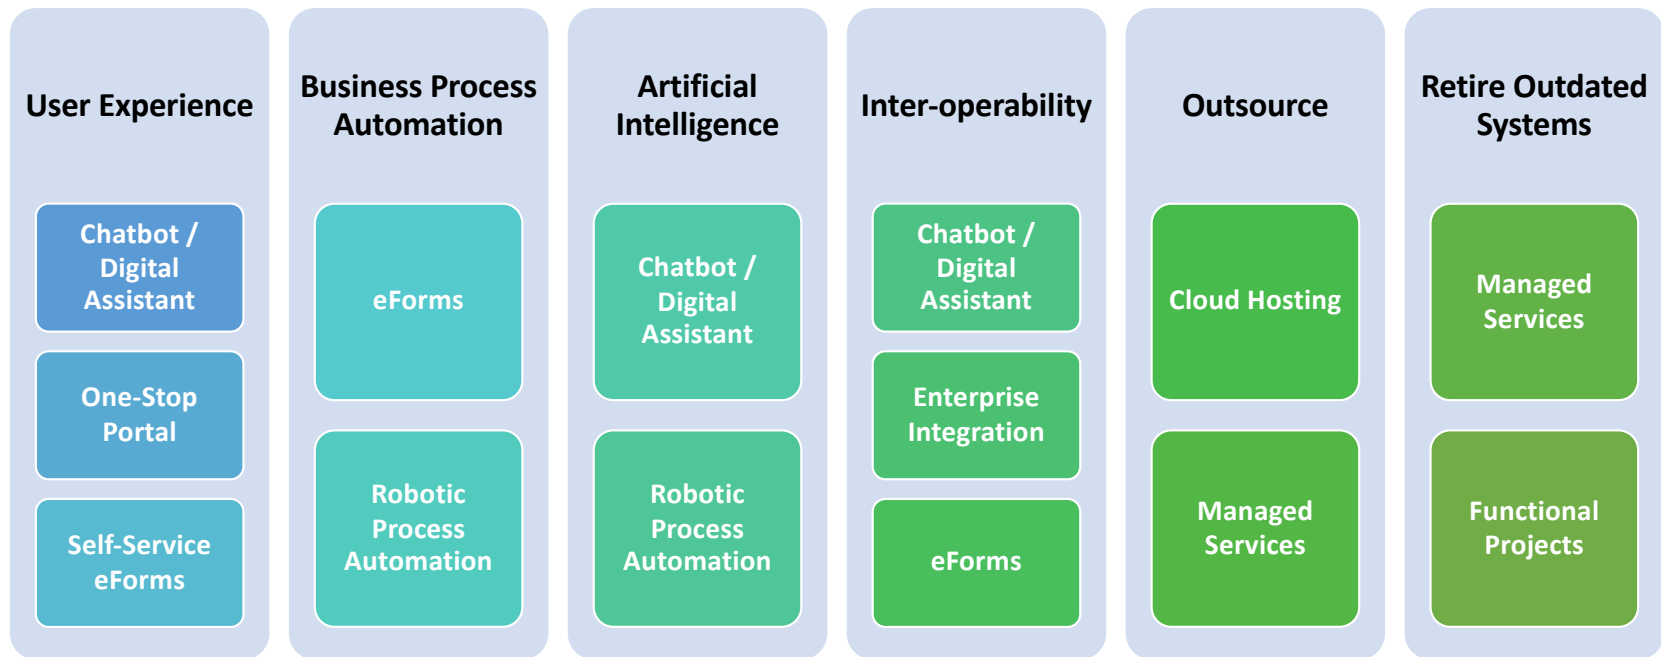 User Experience
Chatbot /
Digital
Assistant
One-Stop
Portal
Self-Service
eForms
Business Process
Automation
eForms
Robotic
Process
Automation
Artificial
Intelligence
Chatbot /
Digital
Assistant
Robotic
Process
Automation
Inter-operability
Chatbot /
Digital
Assistant
Enterprise
Integration
eForms
Outsource
Cloud Hosting
Managed
Services
Retire Outdated
Systems
Managed
Services
Functional
Projects